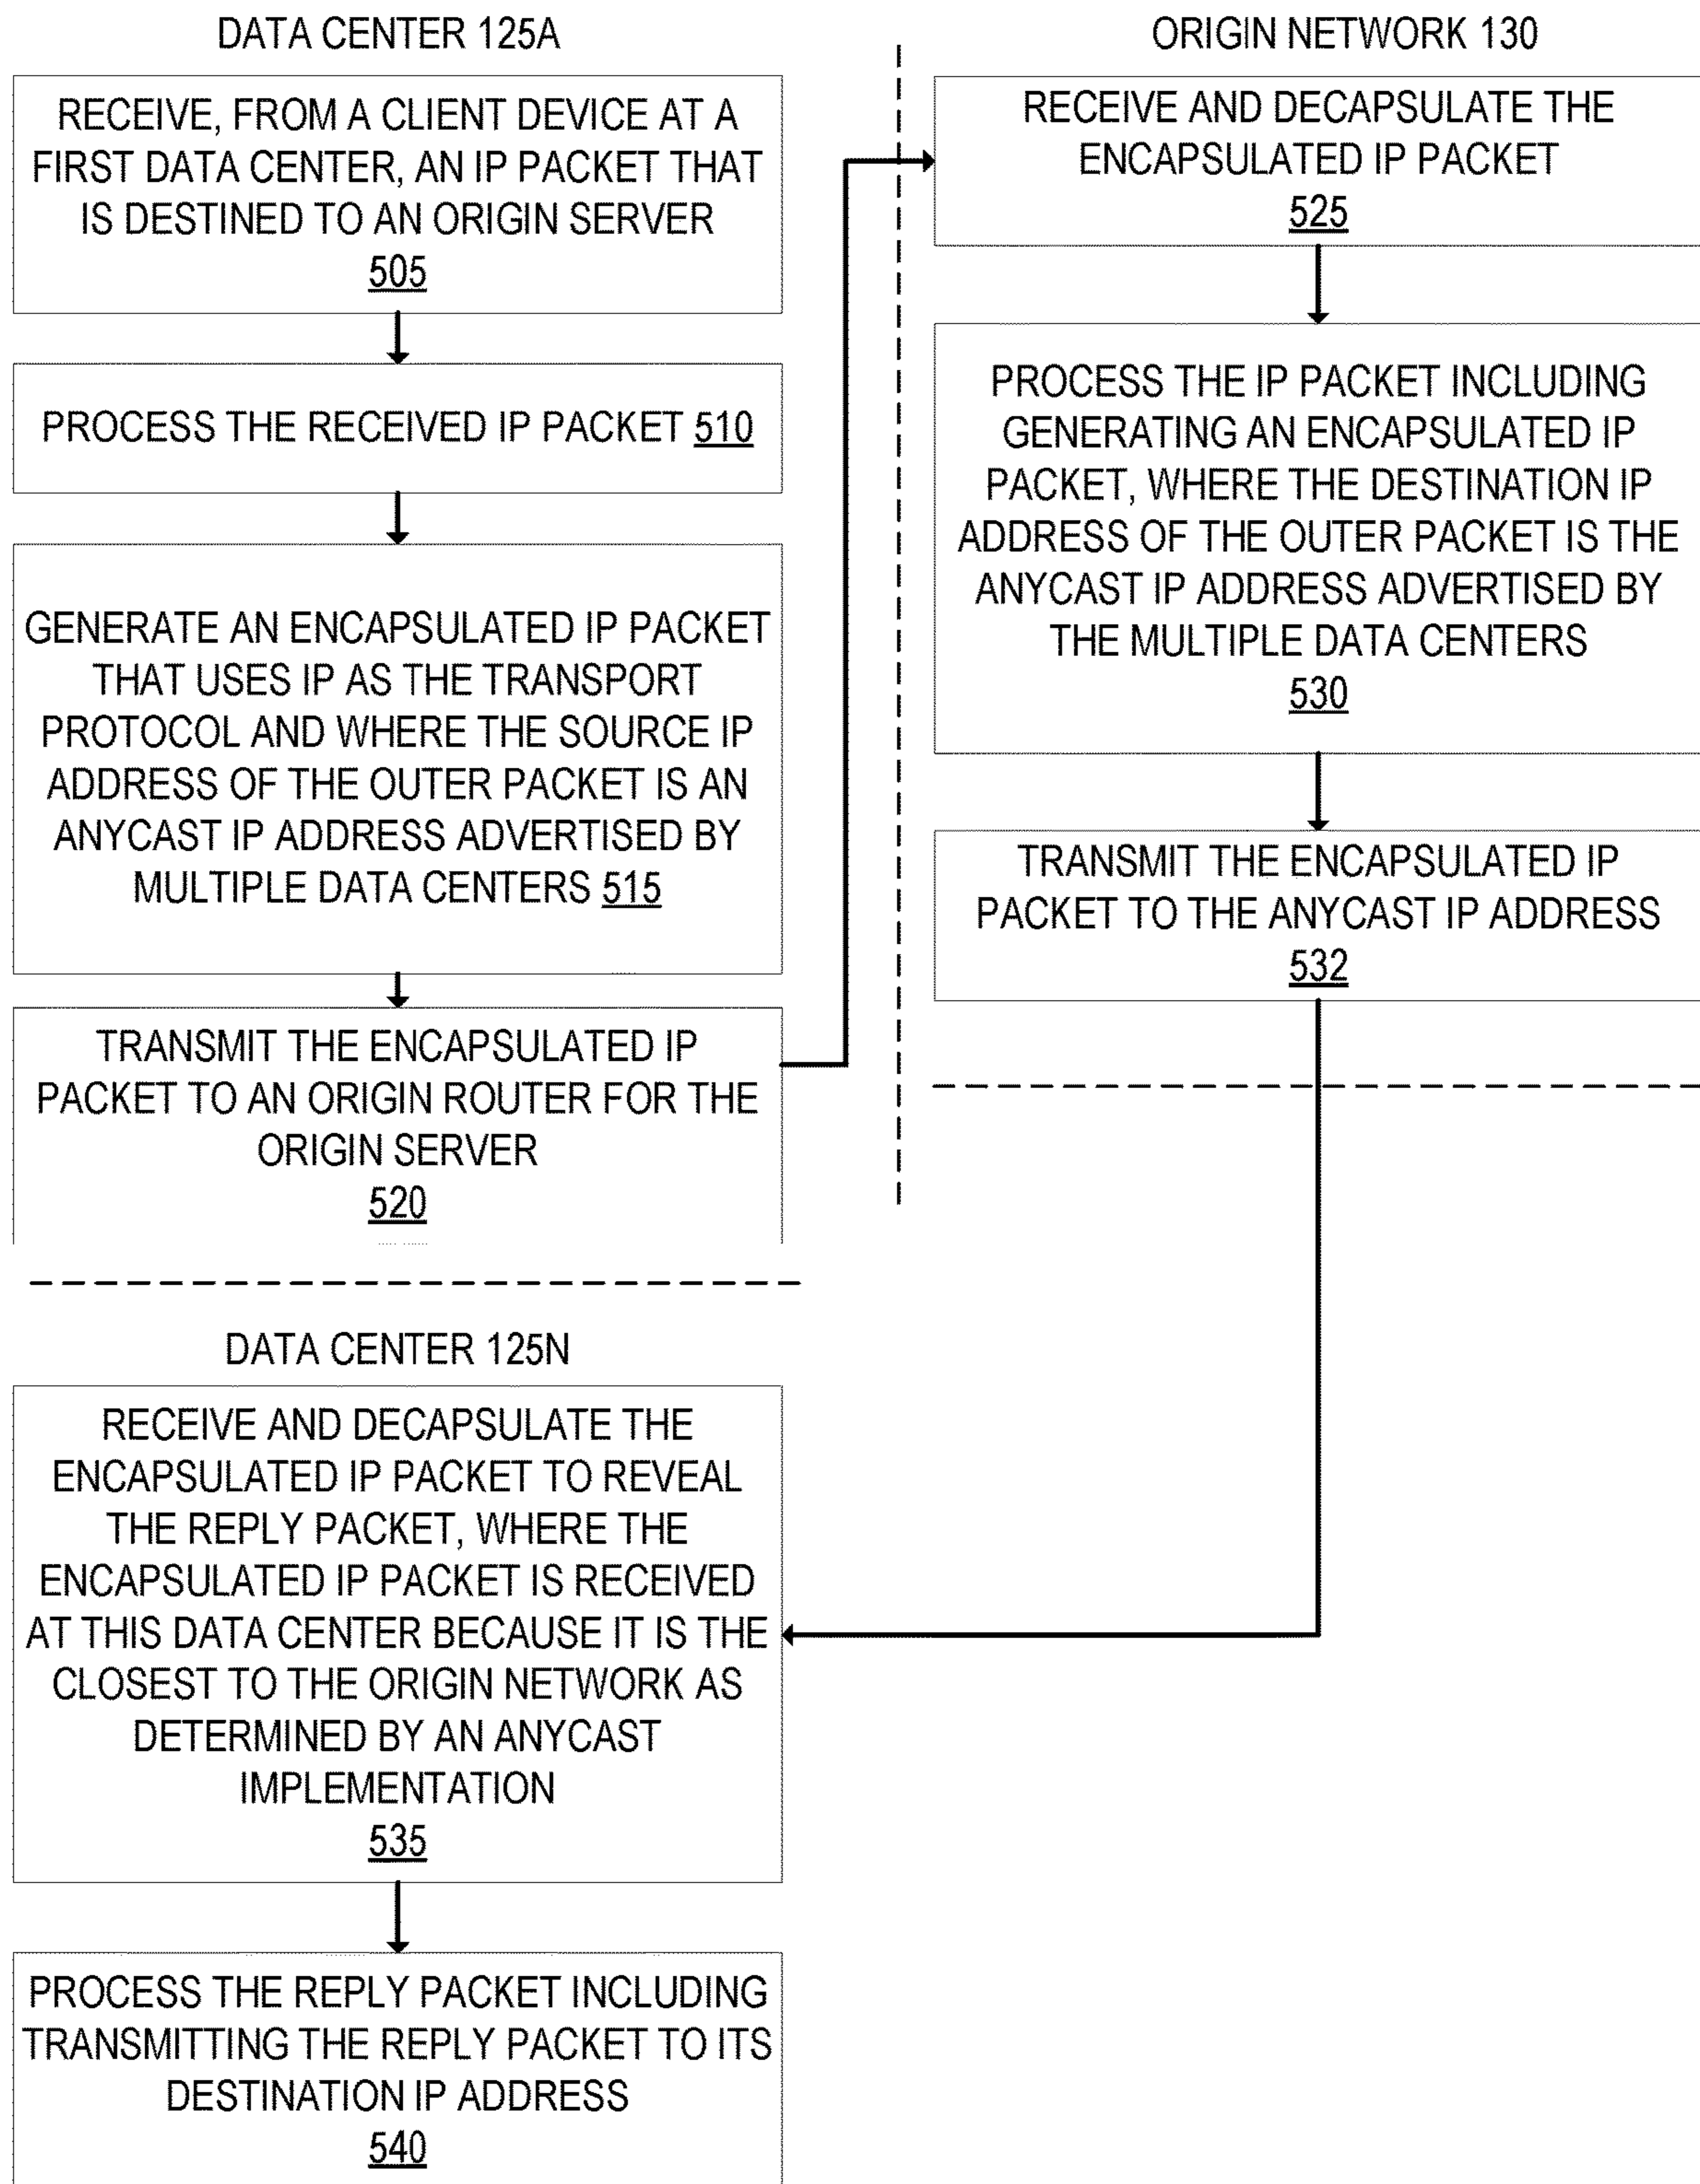 DATA CENTER 125A
RECEIVE, FROM A CLIENT DEVICE AT A
FIRST DATA CENTER, AN IP PACKET THAT
IS DESTINED TO AN ORIGIN SERVER
505
PROCESS THE RECEIVED IP PACKET 510
GENERATE AN ENCAPSULATED IP PACKET
THAT USES IP AS THE TRANSPORT
PROTOCOL AND WHERE THE SOURCE IP
ADDRESS OF THE OUTER PACKET IS AN
ANYCAST IP ADDRESS ADVERTISED BY
MULTIPLE DATA CENTERS 515
TRANSMIT THE ENCAPSULATED IP
PACKET TO AN ORIGIN ROUTER FOR THE
ORIGIN SERVER
520
ORIGIN NETWORK 130
RECEIVE AND DECAPSULATE THE
ENCAPSULATED IP PACKET
525
PROCESS THE IP PACKET INCLUDING
GENERATING AN ENCAPSULATED IP
PACKET, WHERE THE DESTINATION IP
ADDRESS OF THE OUTER PACKET IS THE
ANYCAST IP ADDRESS ADVERTISED BY
THE MULTIPLE DATA CENTERS
530
TRANSMIT THE ENCAPSULATED IP
PACKET TO THE ANYCAST IP ADDRESS
532
DATA CENTER 125N
RECEIVE AND DECAPSULATE THE
ENCAPSULATED IP PACKET TO REVEAL
THE REPLY PACKET, WHERE THE
ENCAPSULATED IP PACKET IS RECEIVED
AT THIS DATA CENTER BECAUSE IT IS THE
CLOSEST TO THE ORIGIN NETWORK AS
DETERMINED BY AN ANYCAST
IMPLEMENTATION
535
PROCESS THE REPLY PACKET INCLUDING
TRANSMITTING THE REPLY PACKET TO ITS
DESTINATION IP ADDRESS
540